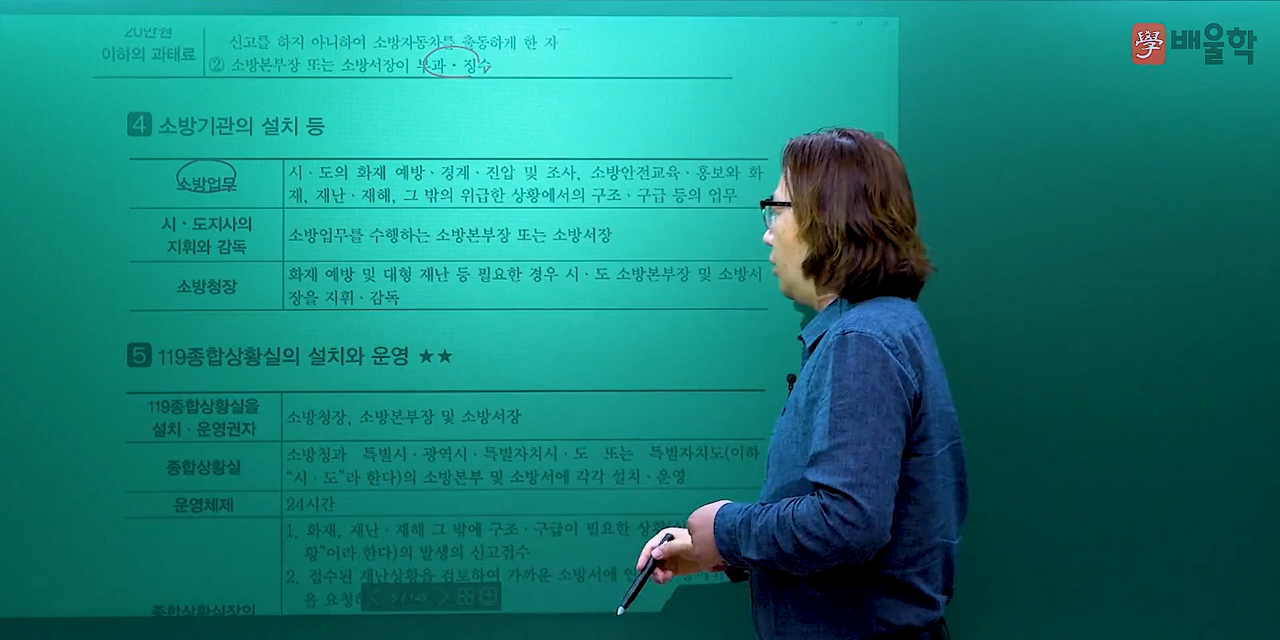 學 배울학
20만원
이하의 과태료
신고를 하지 아니하여 소방자동차를 출동하게 한 자
② 소방본부장 또는 소방서장이 부과·징수
4 소방기관의 설치 등
소방업무
시·도의 화재 예방·경계·진압 및 조사, 소방안전교육·홍보와 화
재, 재난·재해, 그 밖의 위급한 상황에서의 구조·구급 등의 업무
시·도지사의
지휘와 감독
소방업무를 수행하는 소방본부장 또는 소방서장
소방청장
화재 예방 및 대형 재난 등 필요한 경우 시·도 소방본부장 및 소방서
장을 지휘·감독
5 119종합상황실의 설치와 운영 ★★
119종합상황실을
설치·운영권자
소방청장, 소방본부장 및 소방서장
종합상황실
소방청과 특별시·광역시·특별자치시·도 또는 특별자치도(이하
“시·도”라 한다)의 소방본부 및 소방서에 각각 설치·운영
운영체제
24시간
1. 화재, 재난·재해 그 밖에 구조·구급이 필요한 상황
황”이라 한다)의 발생의 신고접수
2. 접수된 재난상황을 검토하여 가까운 소방서에
을 요청
종합상황실장의
/ 145